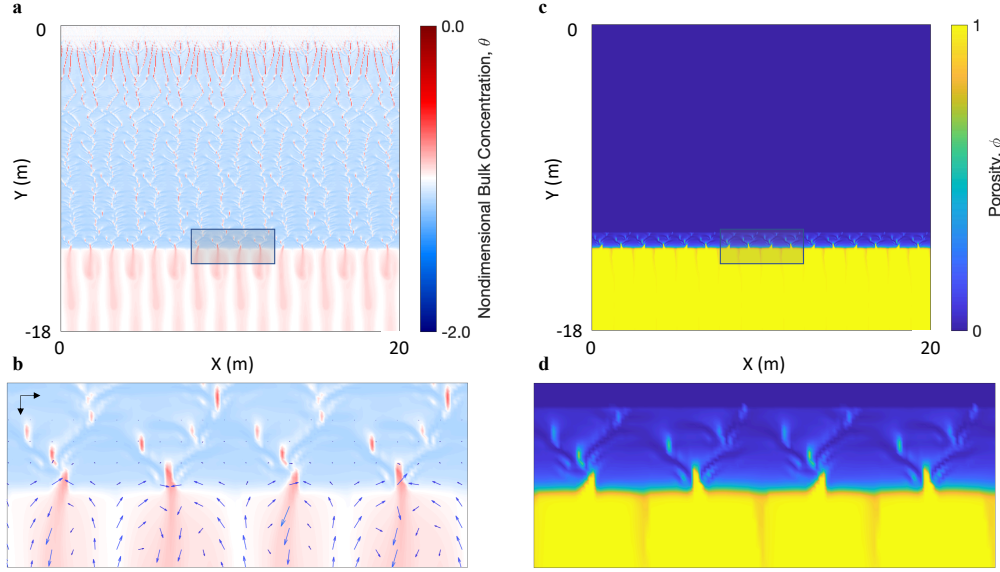 a
0
Y (m)
-18
0
X (m)
20
0.0
Nondimensional Bulk Concentration, θ
-2.0
b
c
0
Y (m)
-18
0
X (m)
20
1
Porosity, ϕ
0
d